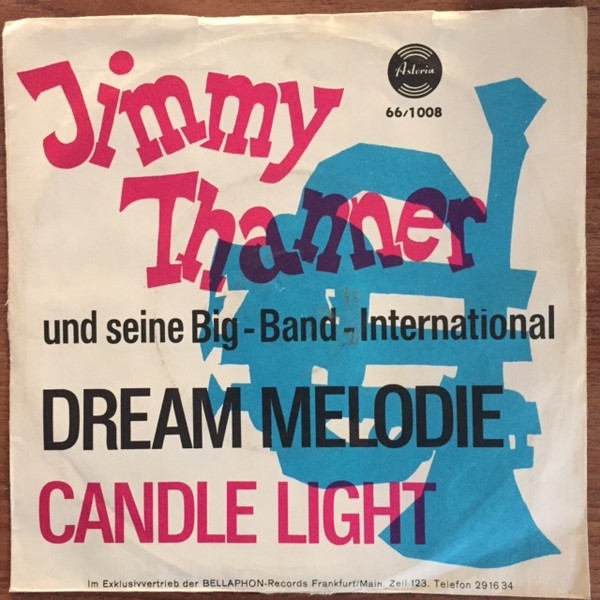 Jimmy
Astoria
66/1008
Thanner
und seine Big-Band-International
DREAM MELODIE
CANDLE LIGHT
Im Exklusivvertrieb der BELLAPHON-Records Frankfurt/Main, Zeil 123. Telefon 291634